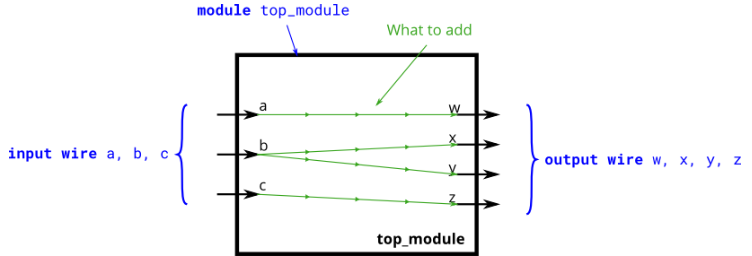 module top_module
What to add
a
w
x
b
y
c
z
input wire a, b, c
output wire w, x, y, z
top_module